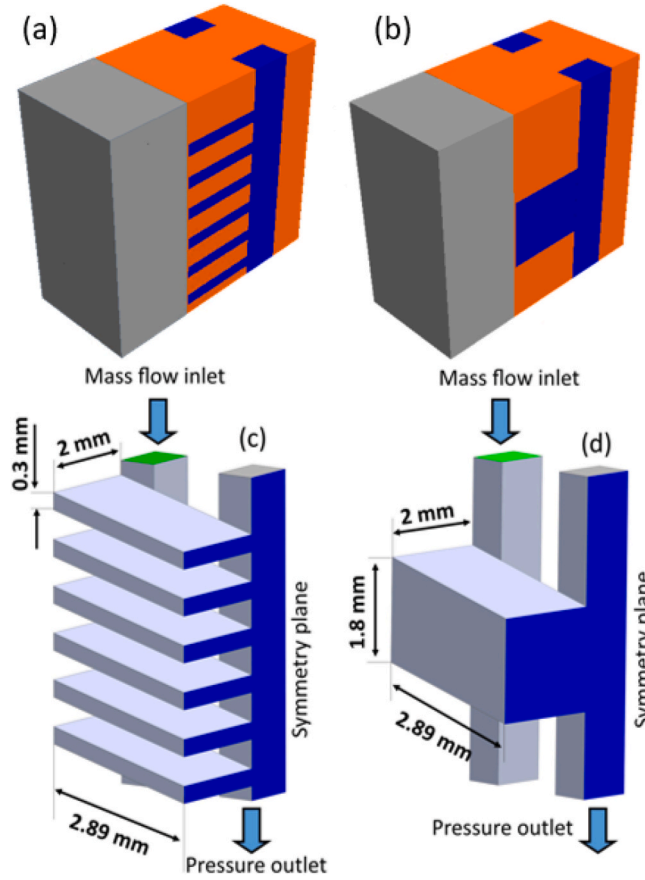 (a)
(b)
Mass flow inlet
Mass flow inlet
(c)
(d)
0.3 mm
2 mm
2 mm
1.8 mm
Symmetry plane
Symmetry plane
2.89 mm
2.89 mm
Pressure outlet
Pressure outlet